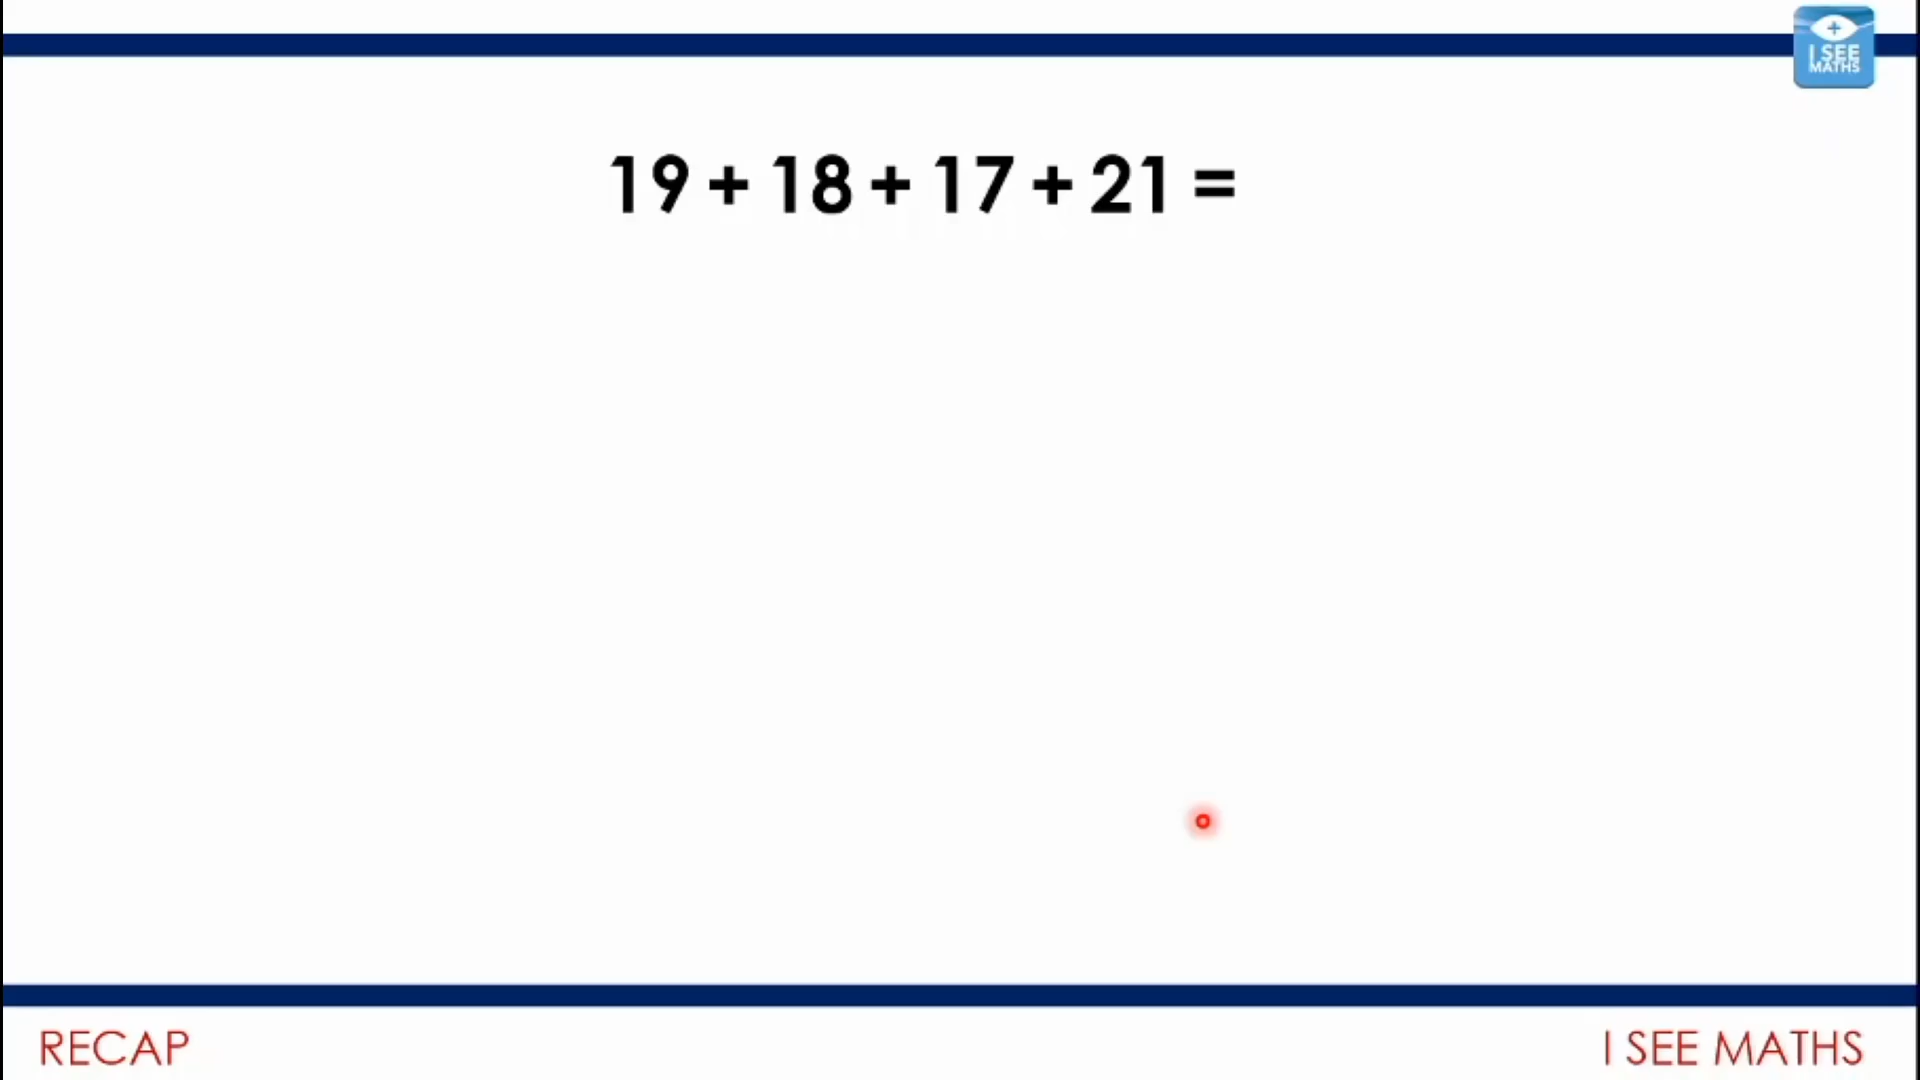 I SEE
MATHS
19 + 18 + 17 + 21 =
RECAP
I SEE MATHS